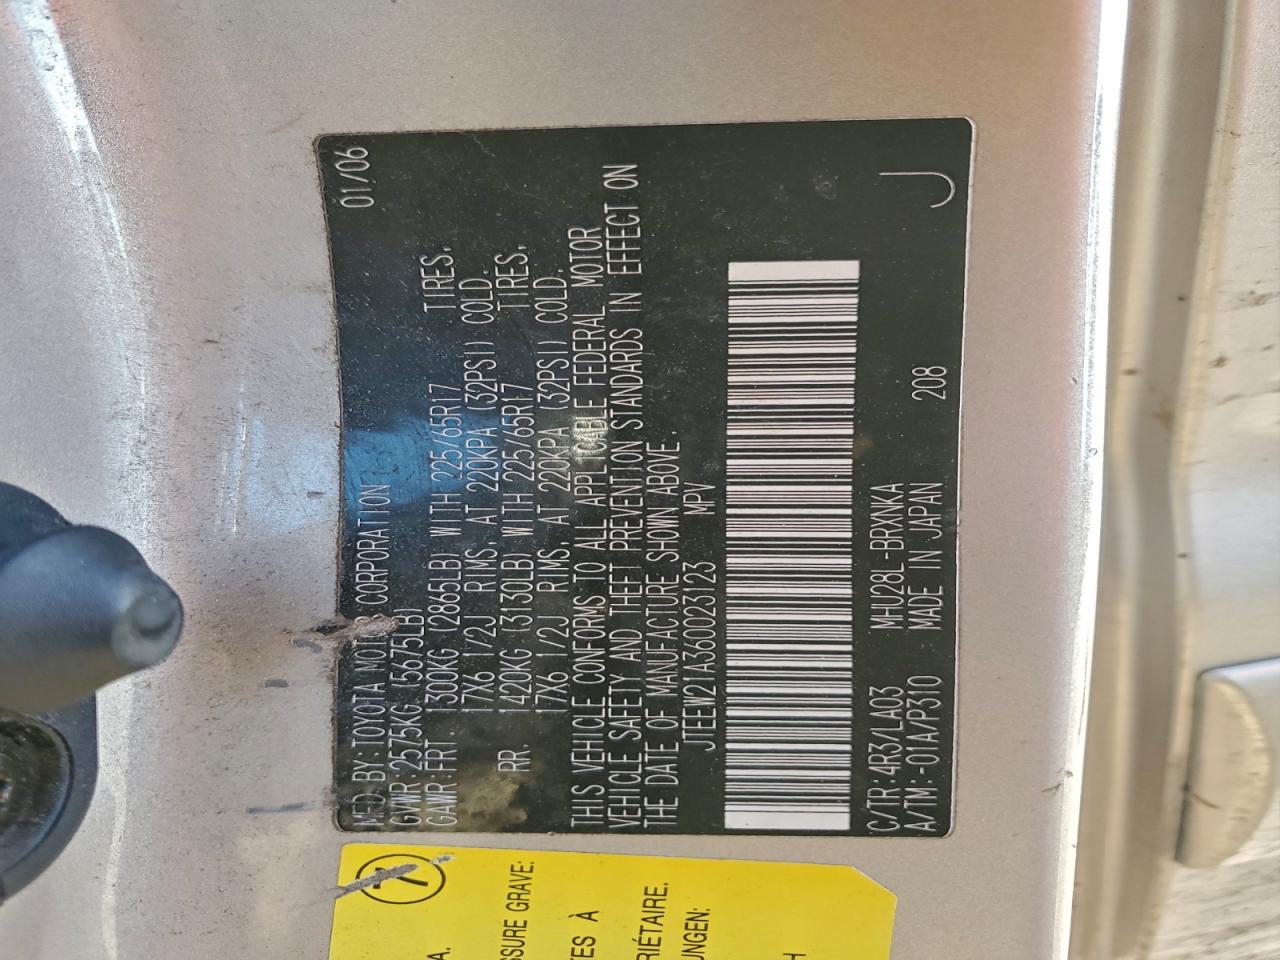 MFD. BY: TOYOTA MOTOR CORPORATION 01/06
GVWR: 2575KG (5675LB)
GAWR: FRT. 1300KG (2865LB) WITH 225/65R17 TIRES,
17X6 1/2J RIMS, AT 220KPA (32PSI) COLD.
RR. 1420KG (3130LB) WITH 225/65R17 TIRES,
17X6 1/2J RIMS, AT 220KPA (32PSI) COLD.
THIS VEHICLE CONFORMS TO ALL APPLICABLE FEDERAL MOTOR
VEHICLE SAFETY AND THEFT PREVENTION STANDARDS IN EFFECT ON
THE DATE OF MANUFACTURE SHOWN ABOVE.
JTEEW21A360023123 MPV
C/TR: 4R3/LA03 MHU28L-BRXNKA
A/TM: -01A/P310 MADE IN JAPAN 208 J
7
A.
SSURE GRAVE:
TES À
RIÉTAIRE.
UNGEN:
H